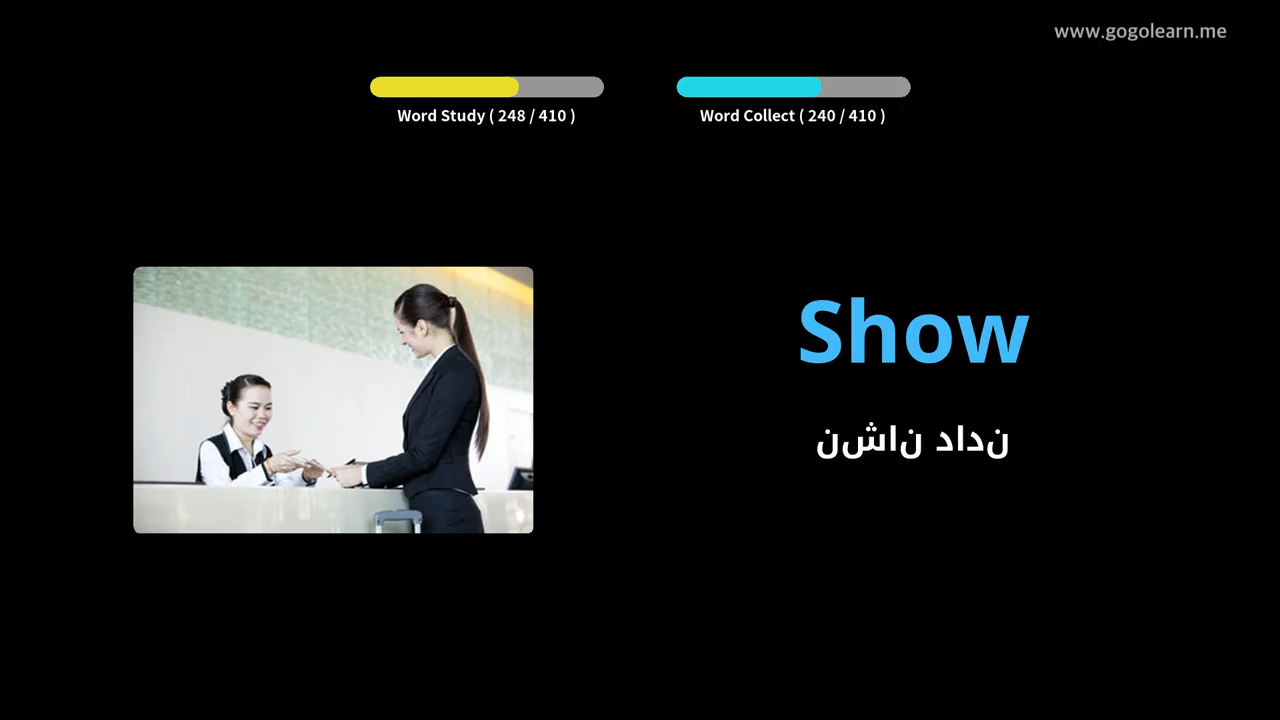 www.gogolearn.me
Word Study ( 248 / 410 )
Word Collect ( 240 / 410 )
Show
نشان دادن